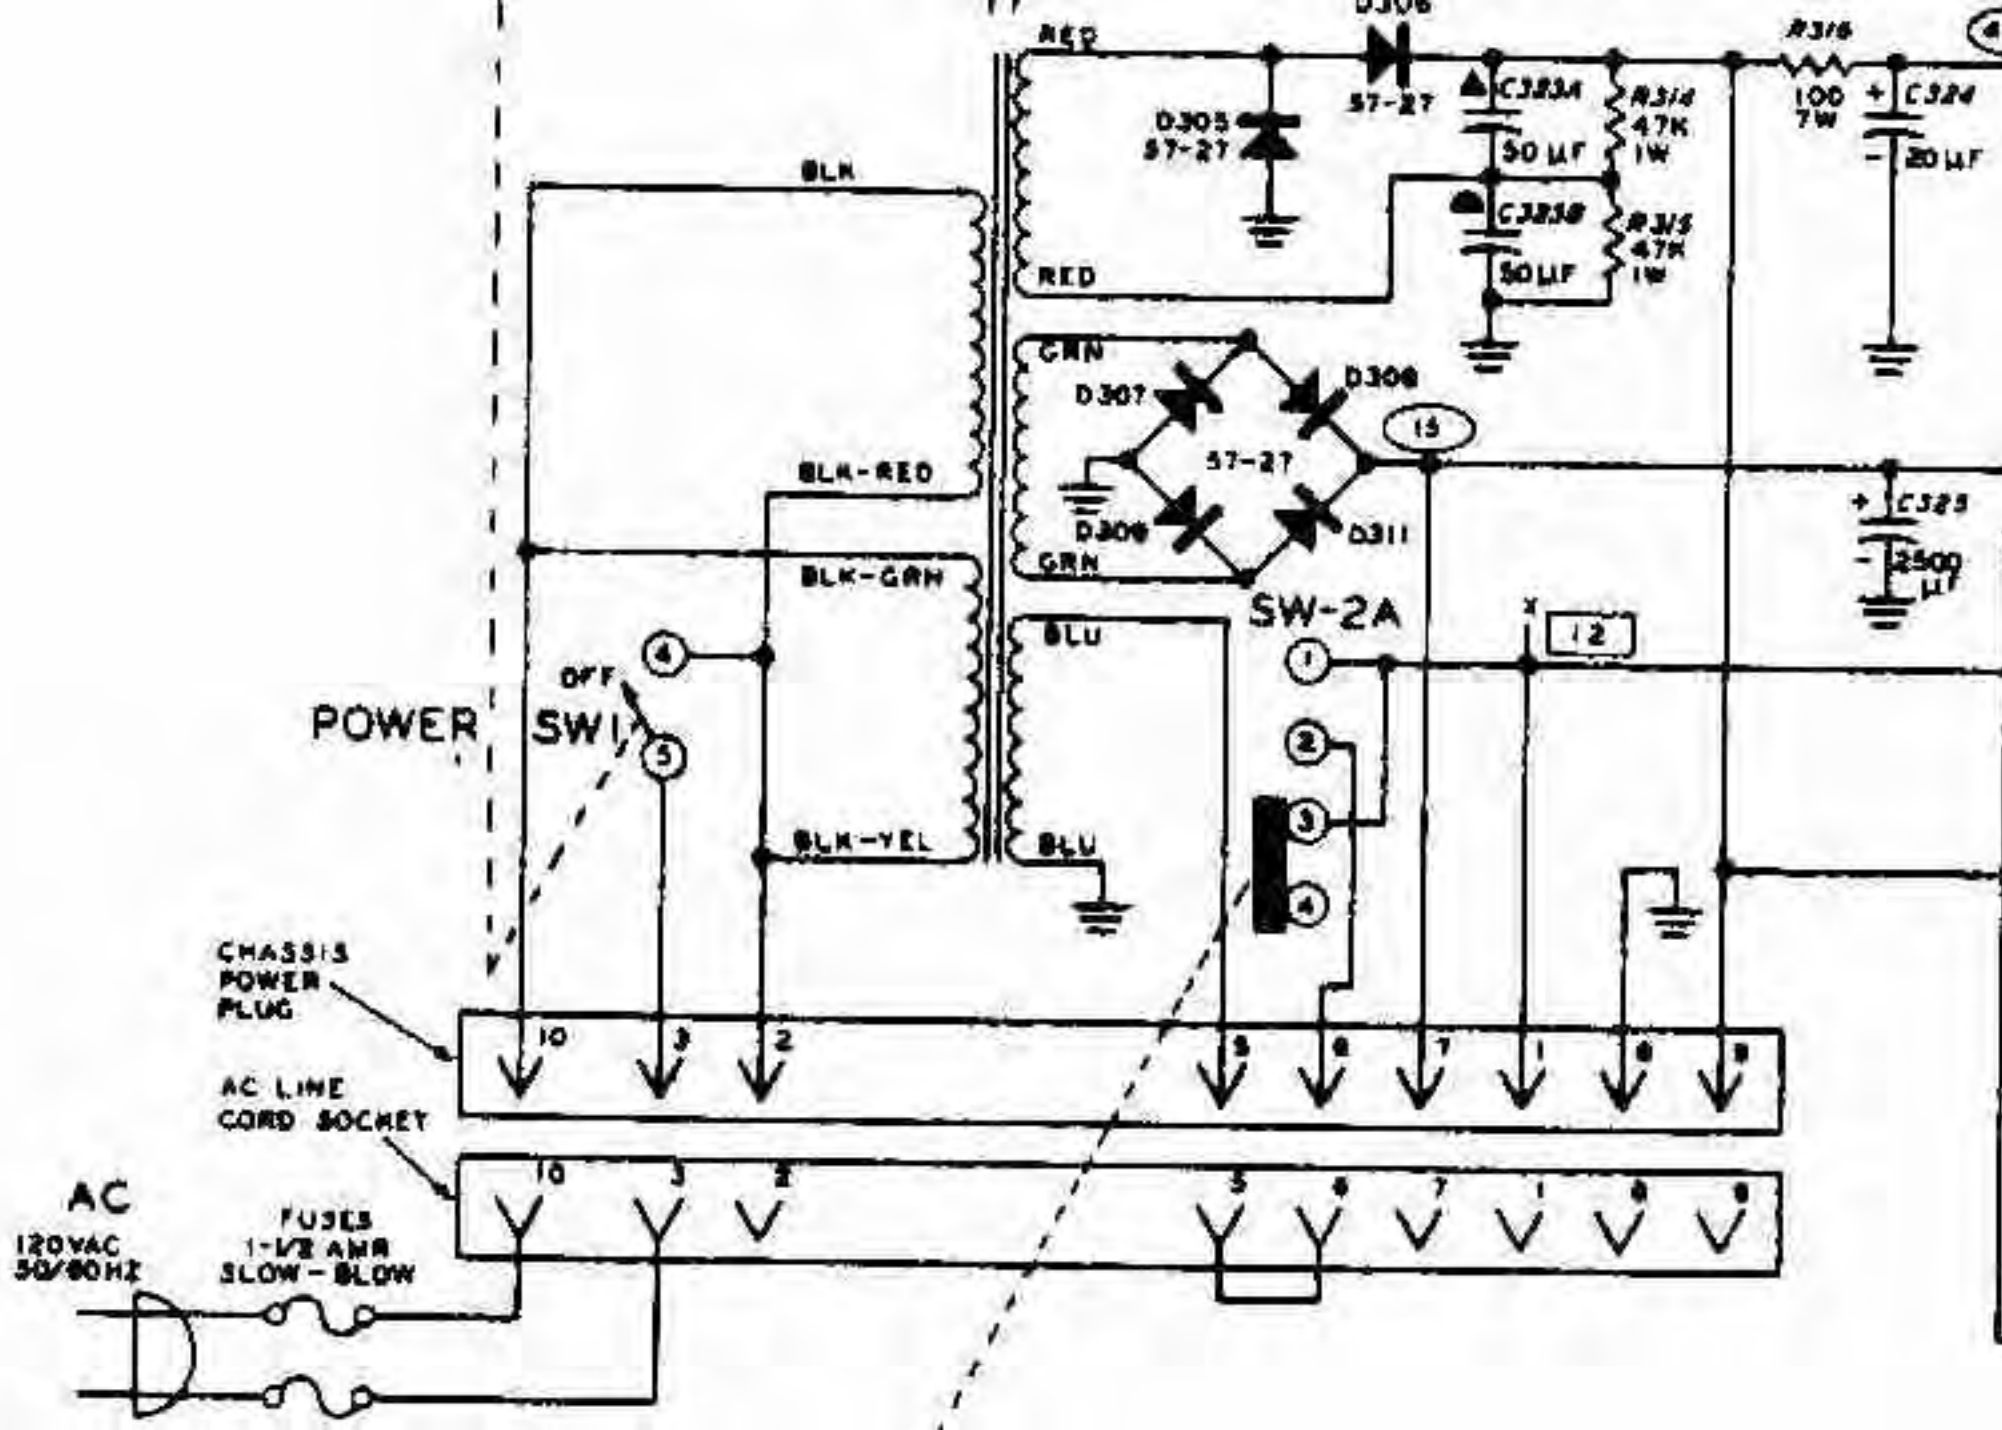 D306
RED
R316
57-27
C323A
R314
47K
1W
100
7W
+
C324
D305
57-27
50 µF
-
20 µF
BLK
C323B
R315
47K
1W
RED
50 µF
GRN
D307
D308
15
BLK-RED
57-27
D309
D311
+
C325
BLK-GRN
GRN
-
2500
µF
SW-2A
BLU
X
12
4
1
OFF
POWER
SW1
5
2
3
BLK-YEL
BLU
4
CHASSIS
POWER
PLUG
10
3
2
5
6
7
1
8
9
AC LINE
CORD SOCKET
10
3
2
5
6
7
1
8
9
AC
120VAC
50/60HZ
FUSES
1-1/2 AMP
SLOW-BLOW